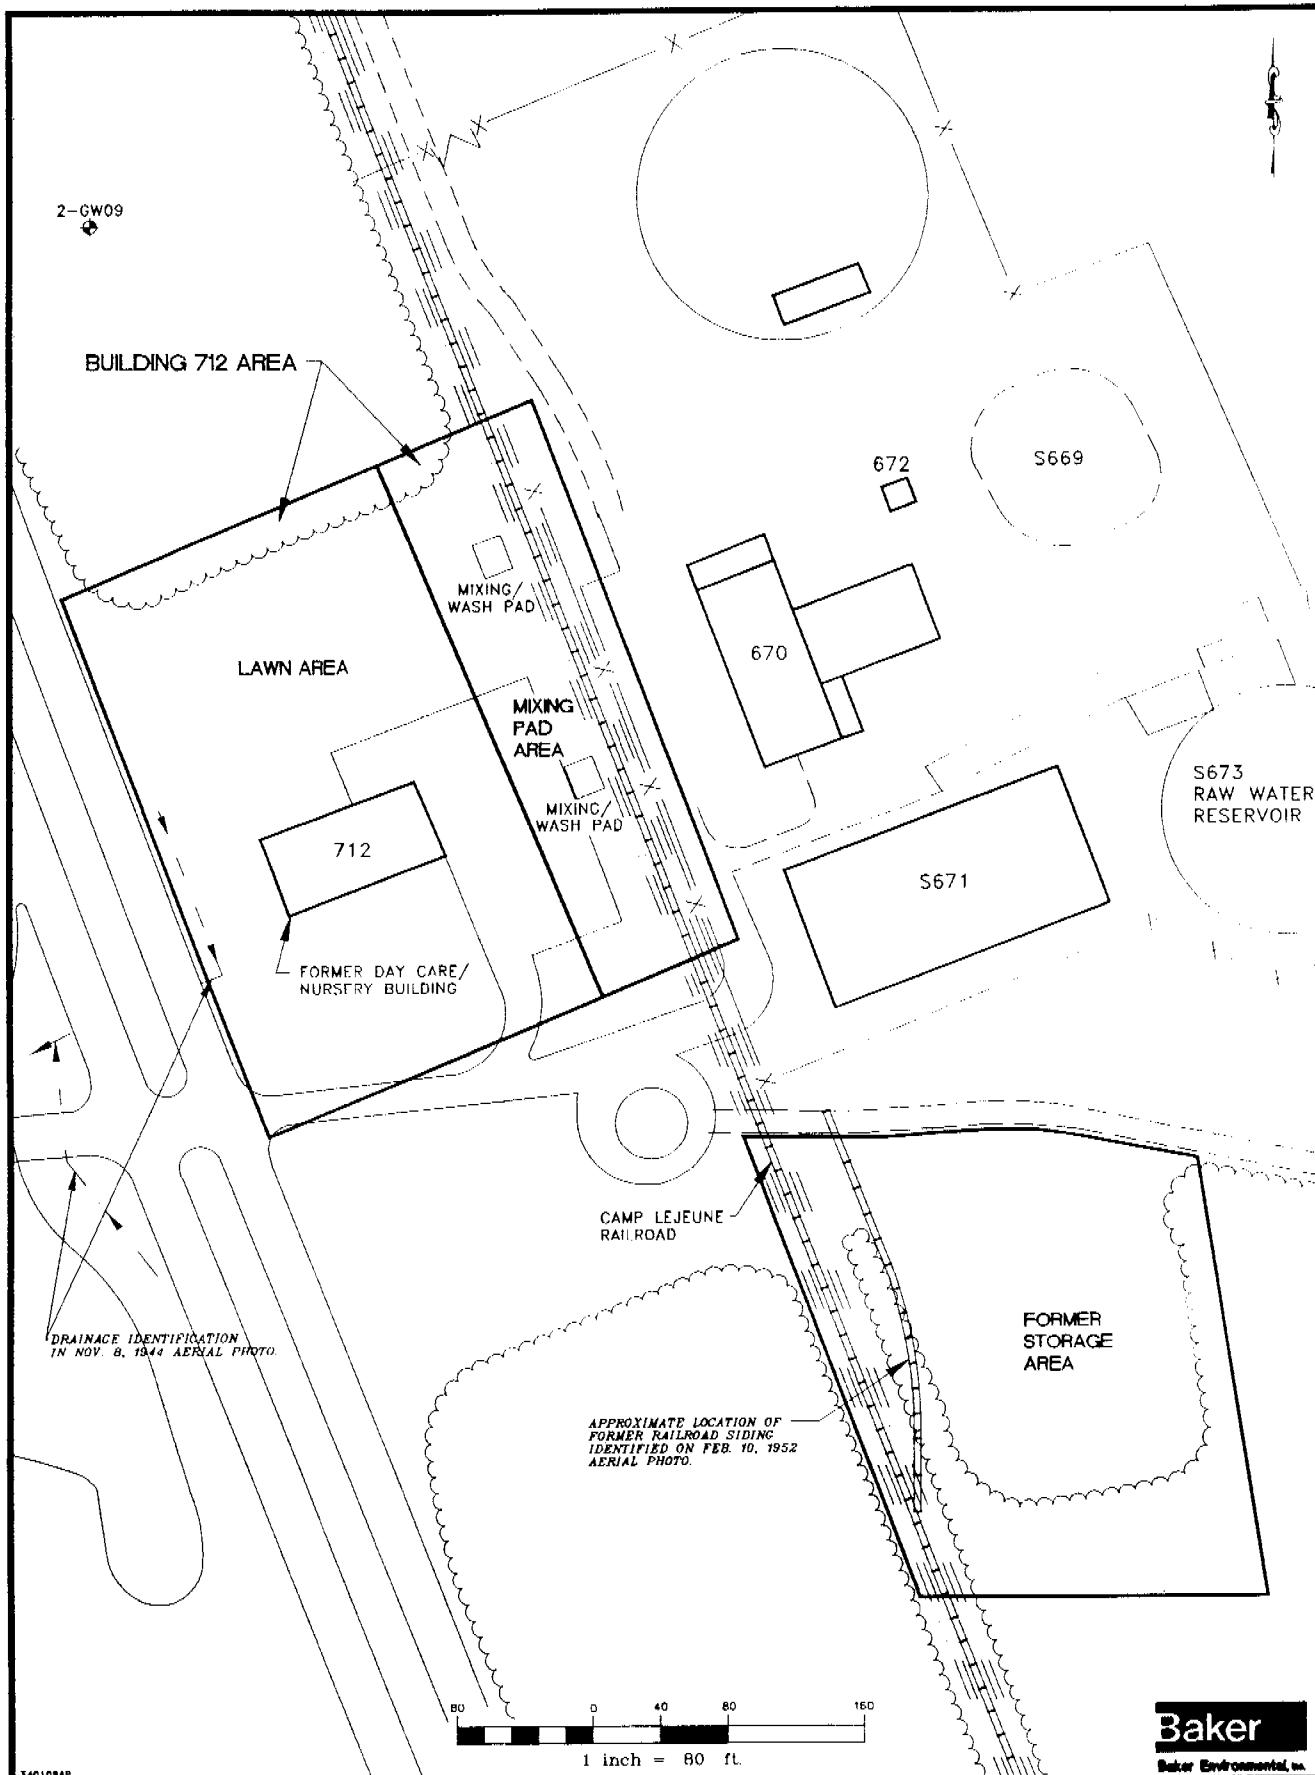 2-GW09
BUILDING 712 AREA
672
S669
MIXING/
WASH PAD
670
LAWN AREA
MIXING
PAD
AREA
S673
RAW WATER
RESERVOIR
MIXING/
WASH PAD
712
S671
FORMER DAY CARE/
NURSERY BUILDING
CAMP LEJEUNE
RAILROAD
DRAINAGE IDENTIFICATION
IN NOV. 8, 1944 AERIAL PHOTO.
FORMER
STORAGE
AREA
APPROXIMATE LOCATION OF
FORMER RAILROAD SIDING
IDENTIFIED ON FEB. 10, 1952
AERIAL PHOTO.
80 0 40 80 160
1 inch = 80 ft.
Baker
Baker Environmental, Inc.